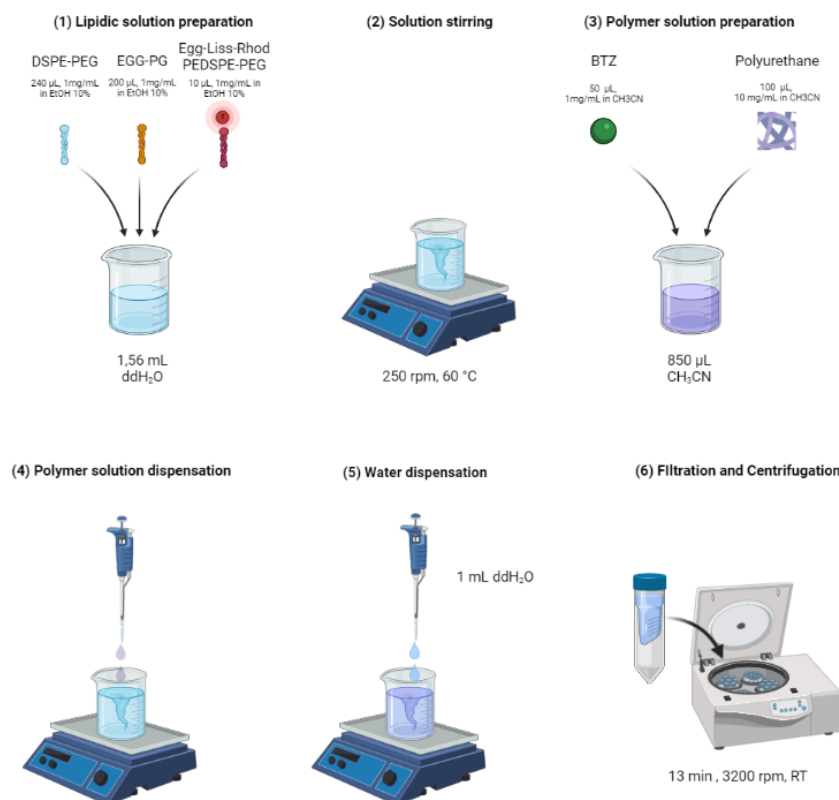 (1) Lipidic solution preparation
DSPE-PEG
240 µL, 1mg/mL
in EtOH 10%
EGG-PG
200 µL, 1mg/mL
in EtOH 10%
Egg-Liss-Rhod
PEDSPE-PEG
10 µL, 1mg/mL in
EtOH 10%
1,56 mL
ddH₂O
(2) Solution stirring
250 rpm, 60 °C
(3) Polymer solution preparation
BTZ
50 µL,
1mg/mL in CH3CN
Polyurethane
100 µL,
10 mg/mL in CH3CN
850 µL
CH₃CN
(4) Polymer solution dispensation
(5) Water dispensation
1 mL ddH₂O
(6) FIltration and Centrifugation
13 min , 3200 rpm, RT